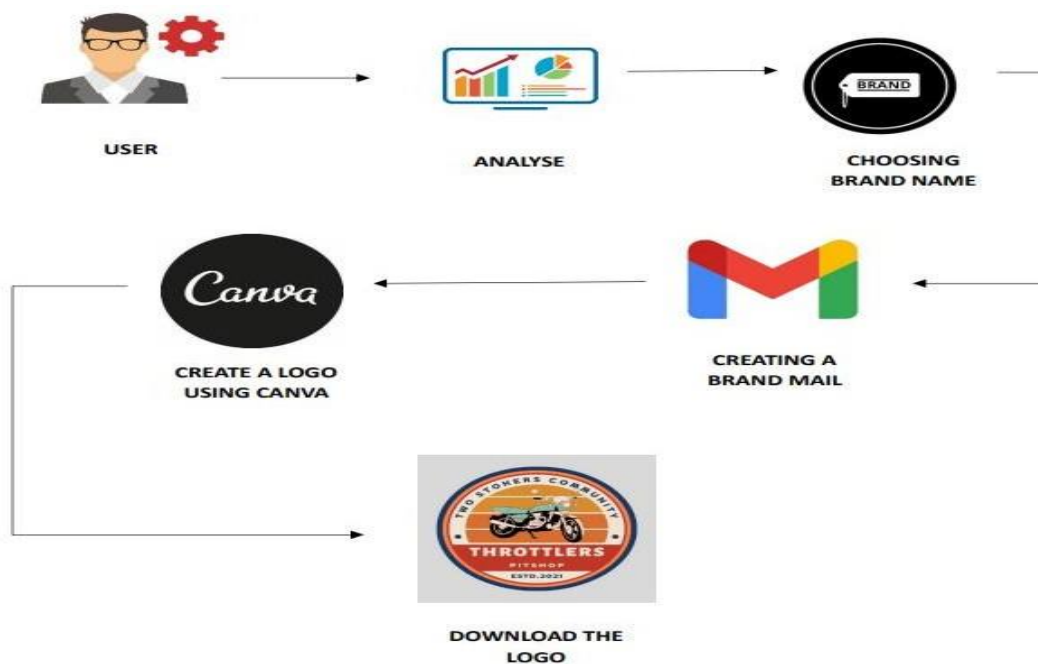 USER
ANALYSE
BRAND
CHOOSING
BRAND NAME
Canva
CREATE A LOGO
USING CANVA
CREATING A
BRAND MAIL
TWO STOKERS COMMUNITY
THROTTLERS
PITSHOP
ESTD.2021
DOWNLOAD THE
LOGO